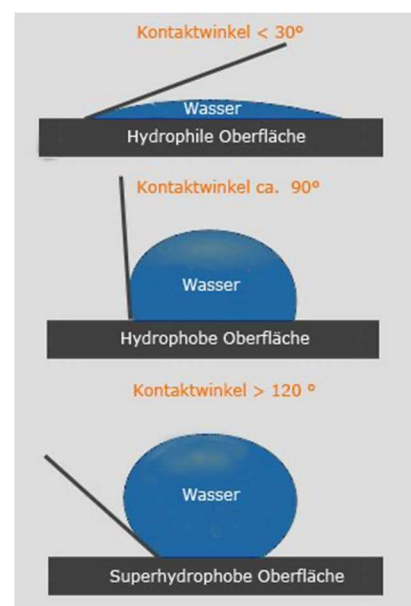 Kontaktwinkel < 30°
Wasser
Hydrophile Oberfläche
Kontaktwinkel ca. 90°
Wasser
Hydrophobe Oberfläche
Kontaktwinkel > 120 °
Wasser
Superhydrophobe Oberfläche